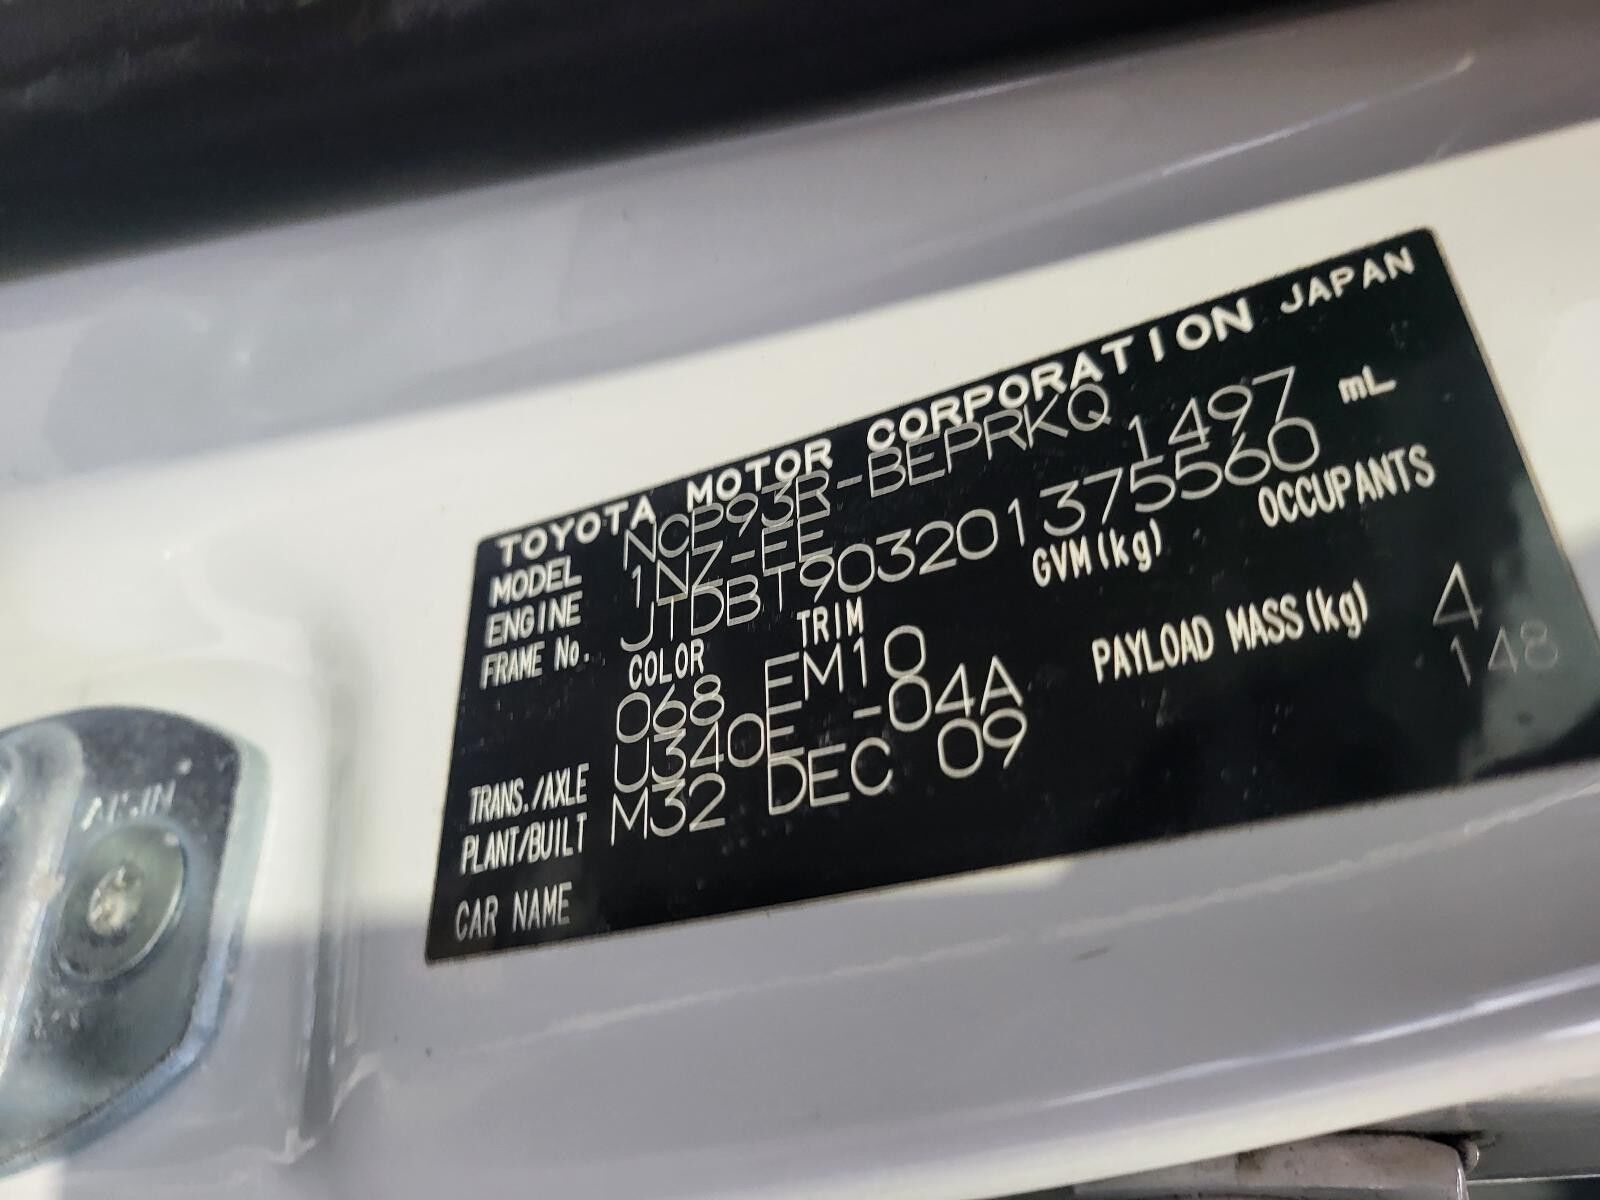 TOYOTA MOTOR CORPORATION JAPAN
MODEL NCP93R-BEPRKQ
ENGINE 1NZ-FE 1497 mL
FRAME No. JTDBT903201375560
COLOR TRIM GVM(kg) OCCUPANTS
068 EM10 PAYLOAD MASS(kg) 4
TRANS./AXLE U340E -04A 148
PLANT/BUILT M32 DEC 09
CAR NAME